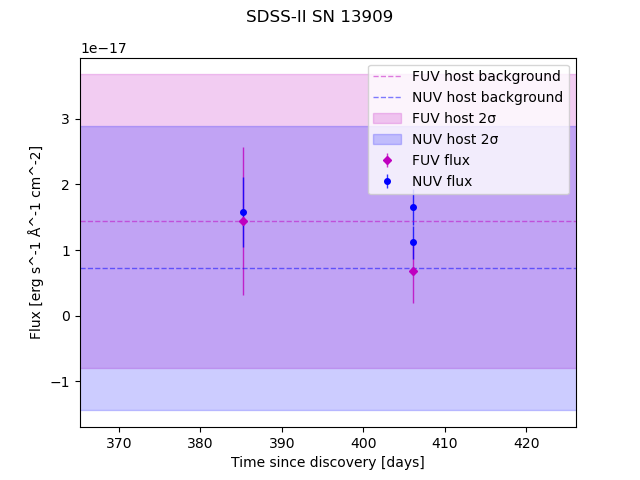 SDSS-II SN 13909
1e−17
FUV host background
NUV host background
FUV host 2σ
NUV host 2σ
FUV flux
NUV flux
3
2
1
0
−1
Flux [erg s^-1 Å^-1 cm^-2]
370 380 390 400 410 420
Time since discovery [days]